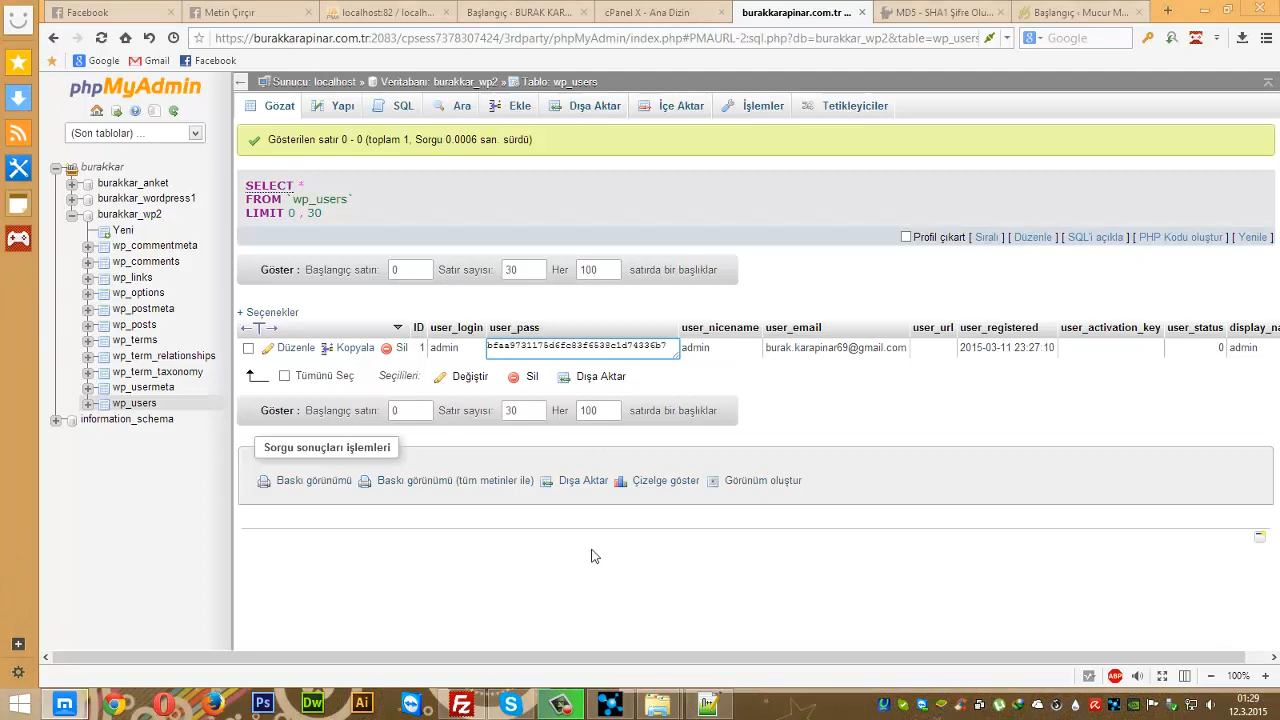 Facebook
Metin Çırçır
localhost:82 / localh...
Başlangıç ‹ BURAK KAR...
cPanel X - Ana Dizin
burakkarapinar.com.tr ...
MD5 - SHA1 Şifre Olu...
Başlangıç ‹ Mucur M...
https://burakkarapinar.com.tr:2083/cpsess7378307424/3rdparty/phpMyAdmin/index.php#PMAURL-2:sql.php?db=burakkar_wp2&table=wp_users
Google
Google
Gmail
Facebook
phpMyAdmin
(Son tablolar) ...
burakkar
burakkar_anket
burakkar_wordpress1
burakkar_wp2
Yeni
wp_commentmeta
wp_comments
wp_links
wp_options
wp_postmeta
wp_posts
wp_terms
wp_term_relationships
wp_term_taxonomy
wp_usermeta
wp_users
information_schema
Sunucu: localhost » Veritabanı: burakkar_wp2 » Tablo: wp_users
Gözat Yapı SQL Ara Ekle Dışa Aktar İçe Aktar İşlemler Tetikleyiciler
Gösterilen satır 0 - 0 (toplam 1, Sorgu 0.0006 san. sürdü)
SELECT *
FROM `wp_users`
LIMIT 0 , 30
Profil çıkart [ Sıralı ] [ Düzenle ] [ SQL'i açıkla ] [ PHP Kodu oluştur ] [ Yenile ]
Göster : Başlangıç satırı: 0 Satır sayısı: 30 Her 100 satırda bir başlıklar
+ Seçenekler
←T→ ID user_login user_pass user_nicename user_email user_url user_registered user_activation_key user_status display_na
Düzenle Kopyala Sil 1 admin admin burak.karapinar69@gmail.com 2015-03-11 23:27:10 0 admin
Tümünü Seç Seçilileri: Değiştir Sil Dışa Aktar
Göster : Başlangıç satırı: 0 Satır sayısı: 30 Her 100 satırda bir başlıklar
Sorgu sonuçları işlemleri
Baskı görünümü Baskı görünümü (tüm metinler ile) Dışa Aktar Çizelge göster Görünüm oluştur
ABP
100%
Ps
Dw
Ai
Fz
01:29
12.3.2015